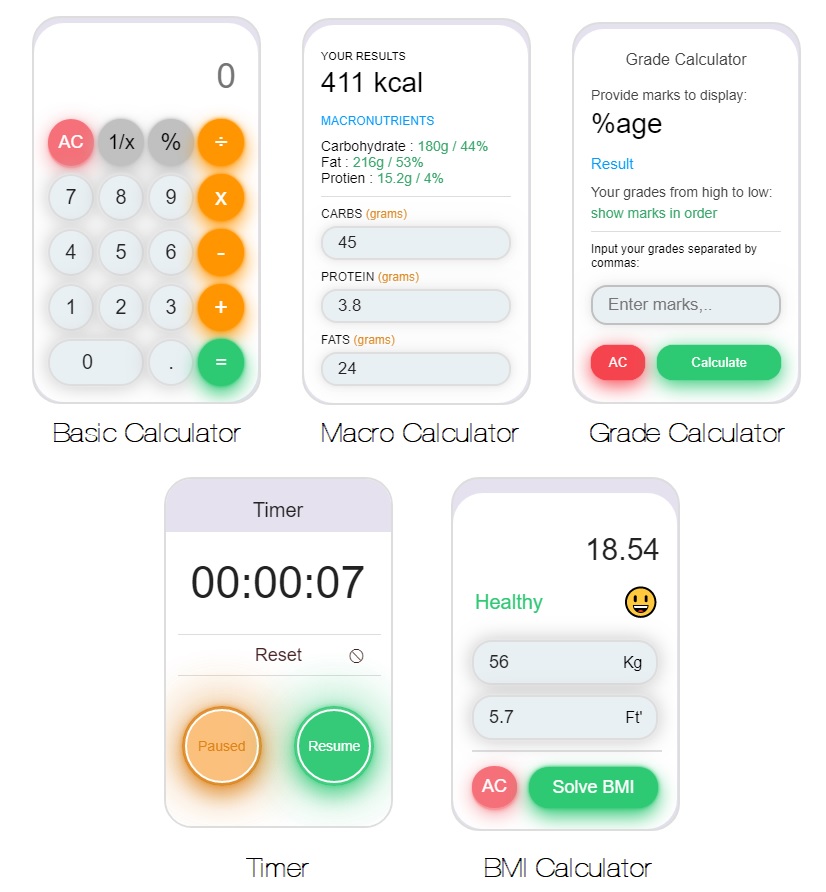 0
AC 1/x % ÷
7 8 9 x
4 5 6 -
1 2 3 +
0 . =
Basic Calculator
YOUR RESULTS
411 kcal
MACRONUTRIENTS
Carbohydrate : 180g / 44%
Fat : 216g / 53%
Protien : 15.2g / 4%
CARBS (grams)
45
PROTEIN (grams)
3.8
FATS (grams)
24
Macro Calculator
Grade Calculator
Provide marks to display:
%age
Result
Your grades from high to low:
show marks in order
Input your grades separated by
commas:
Enter marks,..
AC Calculate
Grade Calculator
Timer
00:00:07
Reset
Paused Resume
Timer
18.54
Healthy
56 Kg
5.7 Ft'
AC Solve BMI
BMI Calculator